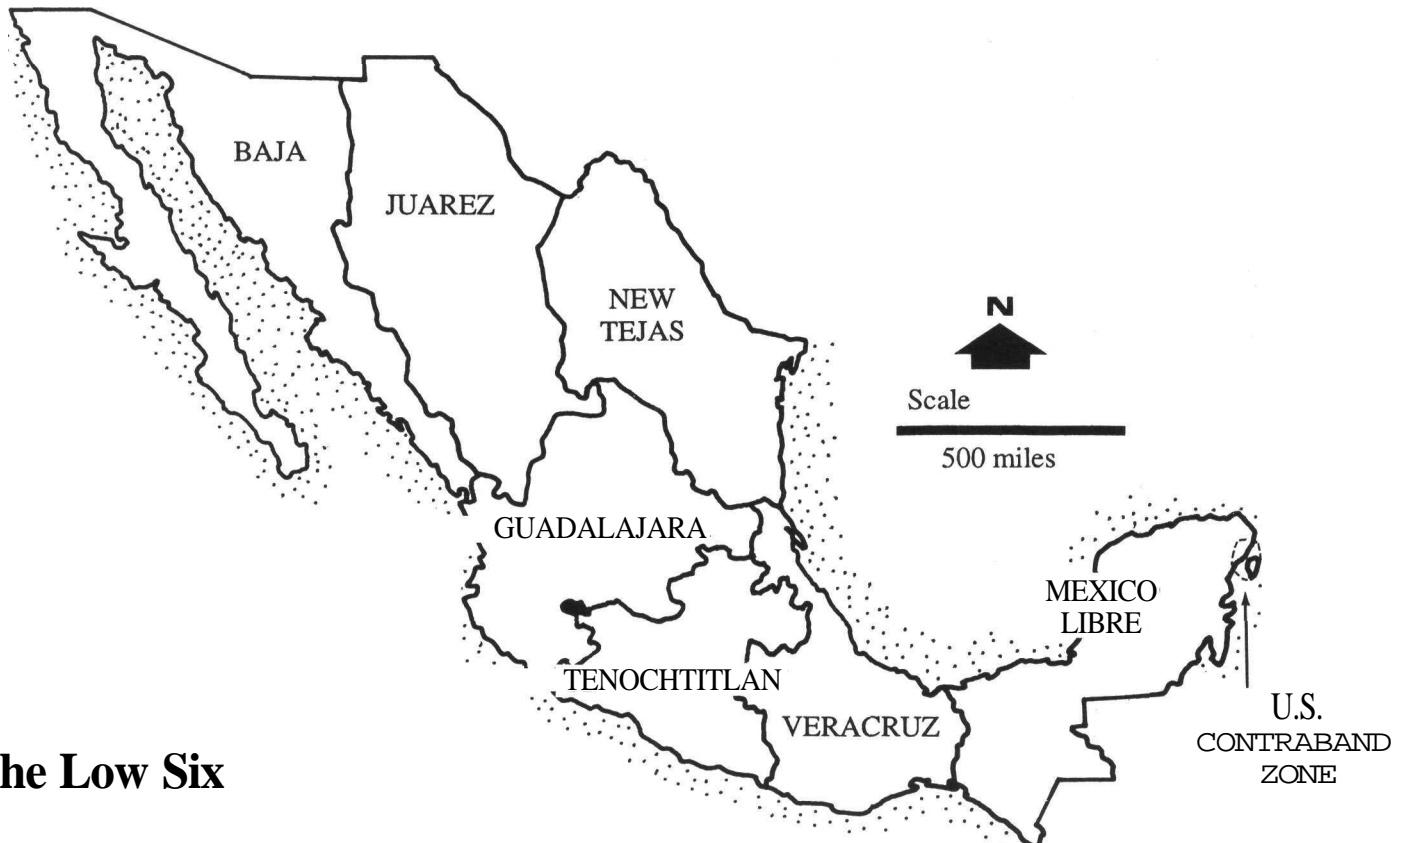 BAJA
JUAREZ
NEW
TEJAS
N
Scale
500 miles
GUADALAJARA
MEXICO
LIBRE
TENOCHTITLAN
VERACRUZ
U.S.
CONTRABAND
ZONE
he Low Six